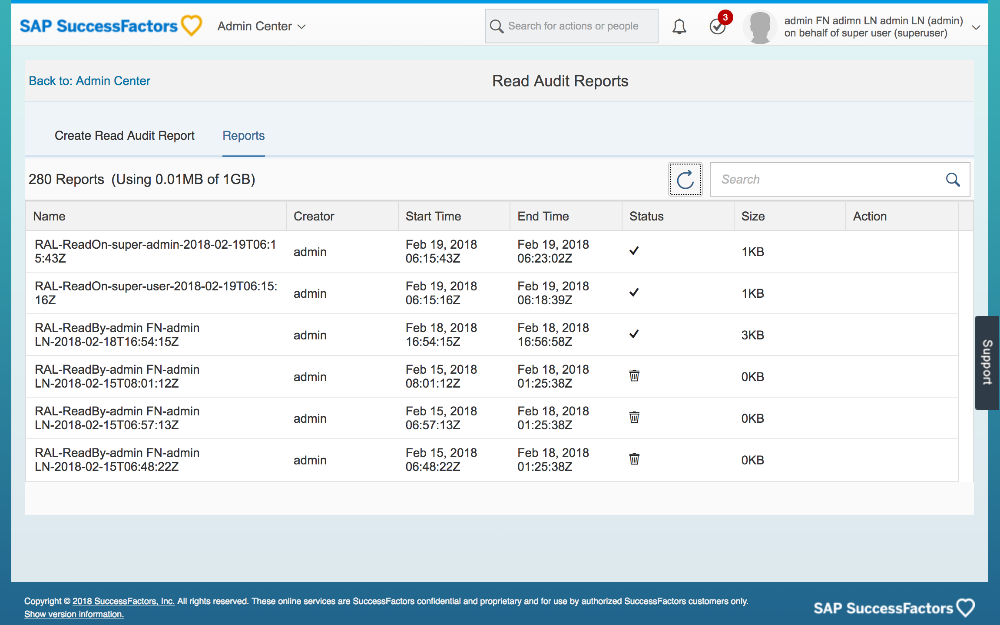 SAP SuccessFactors
Admin Center
Search for actions or people
3
admin FN adimn LN admin LN (admin)
on behalf of super user (superuser)
Back to: Admin Center
Read Audit Reports
Create Read Audit Report
Reports
280 Reports (Using 0.01MB of 1GB)
Search
Name
Creator
Start Time
End Time
Status
Size
Action
RAL-ReadOn-super-admin-2018-02-19T06:1
5:43Z
admin
Feb 19, 2018
06:15:43Z
Feb 19, 2018
06:23:02Z
1KB
RAL-ReadOn-super-user-2018-02-19T06:15:
16Z
admin
Feb 19, 2018
06:15:16Z
Feb 19, 2018
06:18:39Z
1KB
RAL-ReadBy-admin FN-admin
LN-2018-02-18T16:54:15Z
admin
Feb 18, 2018
16:54:15Z
Feb 18, 2018
16:56:58Z
3KB
RAL-ReadBy-admin FN-admin
LN-2018-02-15T08:01:12Z
admin
Feb 15, 2018
08:01:12Z
Feb 18, 2018
01:25:38Z
0KB
RAL-ReadBy-admin FN-admin
LN-2018-02-15T06:57:13Z
admin
Feb 15, 2018
06:57:13Z
Feb 18, 2018
01:25:38Z
0KB
RAL-ReadBy-admin FN-admin
LN-2018-02-15T06:48:22Z
admin
Feb 15, 2018
06:48:22Z
Feb 18, 2018
01:25:38Z
0KB
Support
Copyright © 2018 SuccessFactors, Inc. All rights reserved. These online services are SuccessFactors confidential and proprietary and for use by authorized SuccessFactors customers only.
Show version information.
SAP SuccessFactors